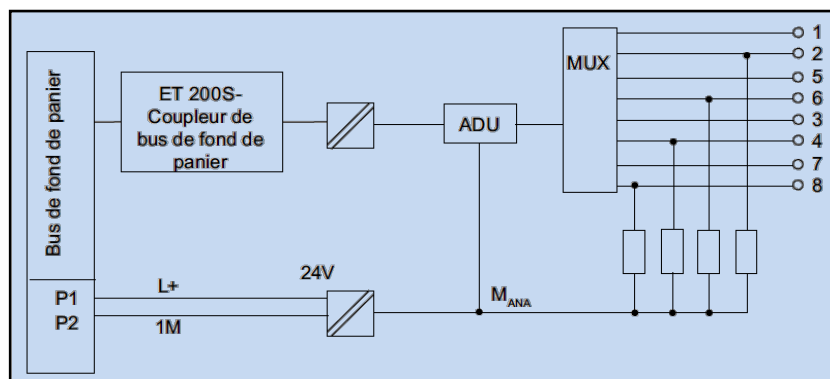 Bus de fond de panier
ET 200S-
Coupleur de
bus de fond de
panier
ADU
MUX
1
2
5
6
3
4
7
8
24V
P1
L+
P2
1M
MANA